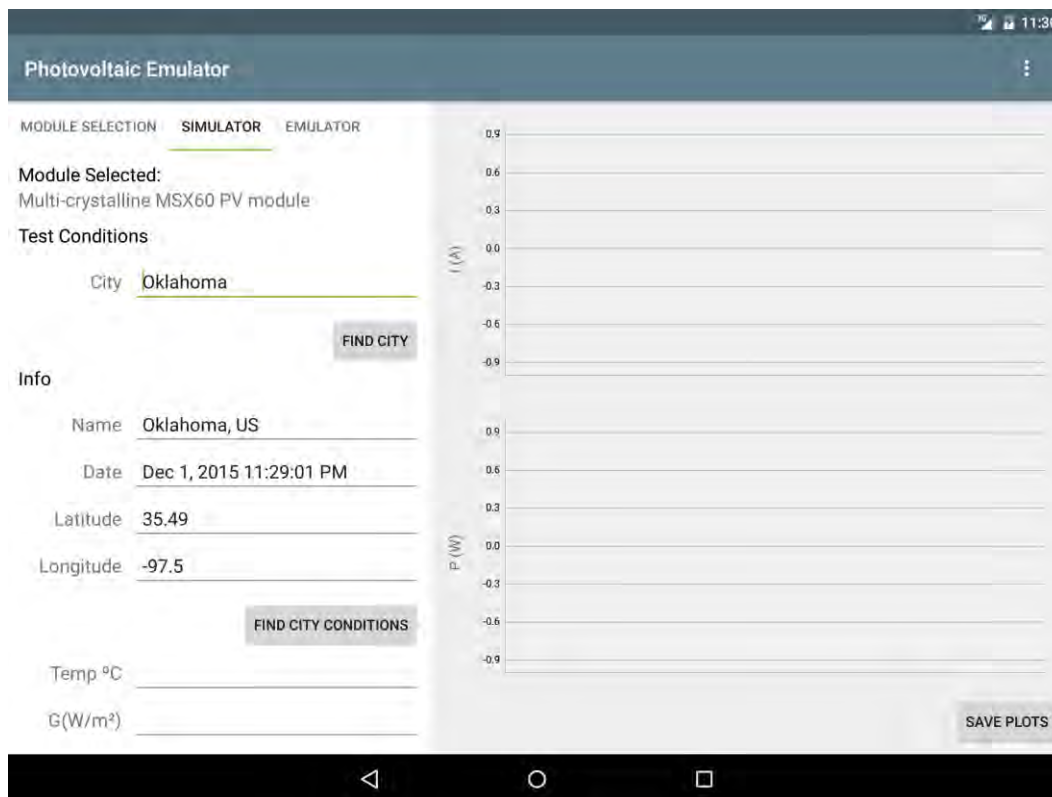 11:30
Photovoltaic Emulator
MODULE SELECTION SIMULATOR EMULATOR
Module Selected:
Multi-crystalline MSX60 PV module
Test Conditions
City Oklahoma
FIND CITY
Info
Name Oklahoma, US
Date Dec 1, 2015 11:29:01 PM
Latitude 35.49
Longitude -97.5
FIND CITY CONDITIONS
Temp ºC
G(W/m²)
0.9
0.6
0.3
0.0
-0.3
-0.6
-0.9
I (A)
0.9
0.6
0.3
0.0
-0.3
-0.6
-0.9
P (W)
SAVE PLOTS